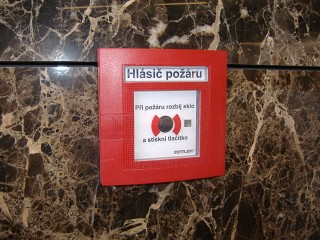 Hlásič požáru
Při požáru rozbij sklo
a stiskni tlačítko